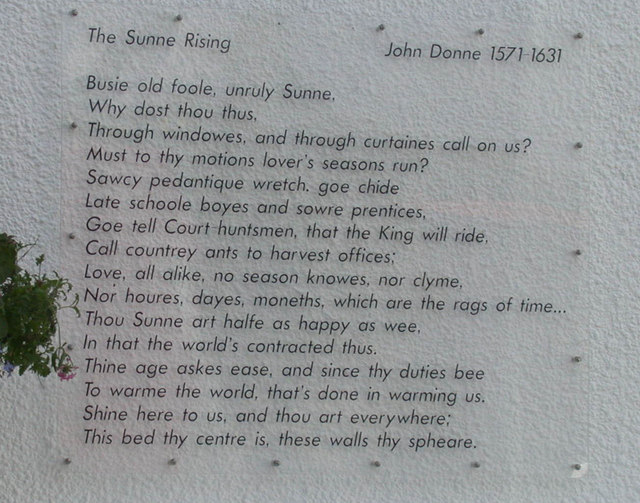 The Sunne Rising John Donne 1571-1631
Busie old foole, unruly Sunne,
Why dost thou thus,
Through windowes, and through curtaines call on us?
Must to thy motions lover's seasons run?
Sawcy pedantique wretch, goe chide
Late schoole boyes and sowre prentices,
Goe tell Court huntsmen, that the King will ride,
Call countrey ants to harvest offices;
Love, all alike, no season knowes, nor clyme,
Nor houres, dayes, moneths, which are the rags of time...
Thou Sunne art halfe as happy as wee,
In that the world's contracted thus.
Thine age askes ease, and since thy duties bee
To warme the world, that's done in warming us.
Shine here to us, and thou art everywhere;
This bed thy centre is, these walls thy spheare.